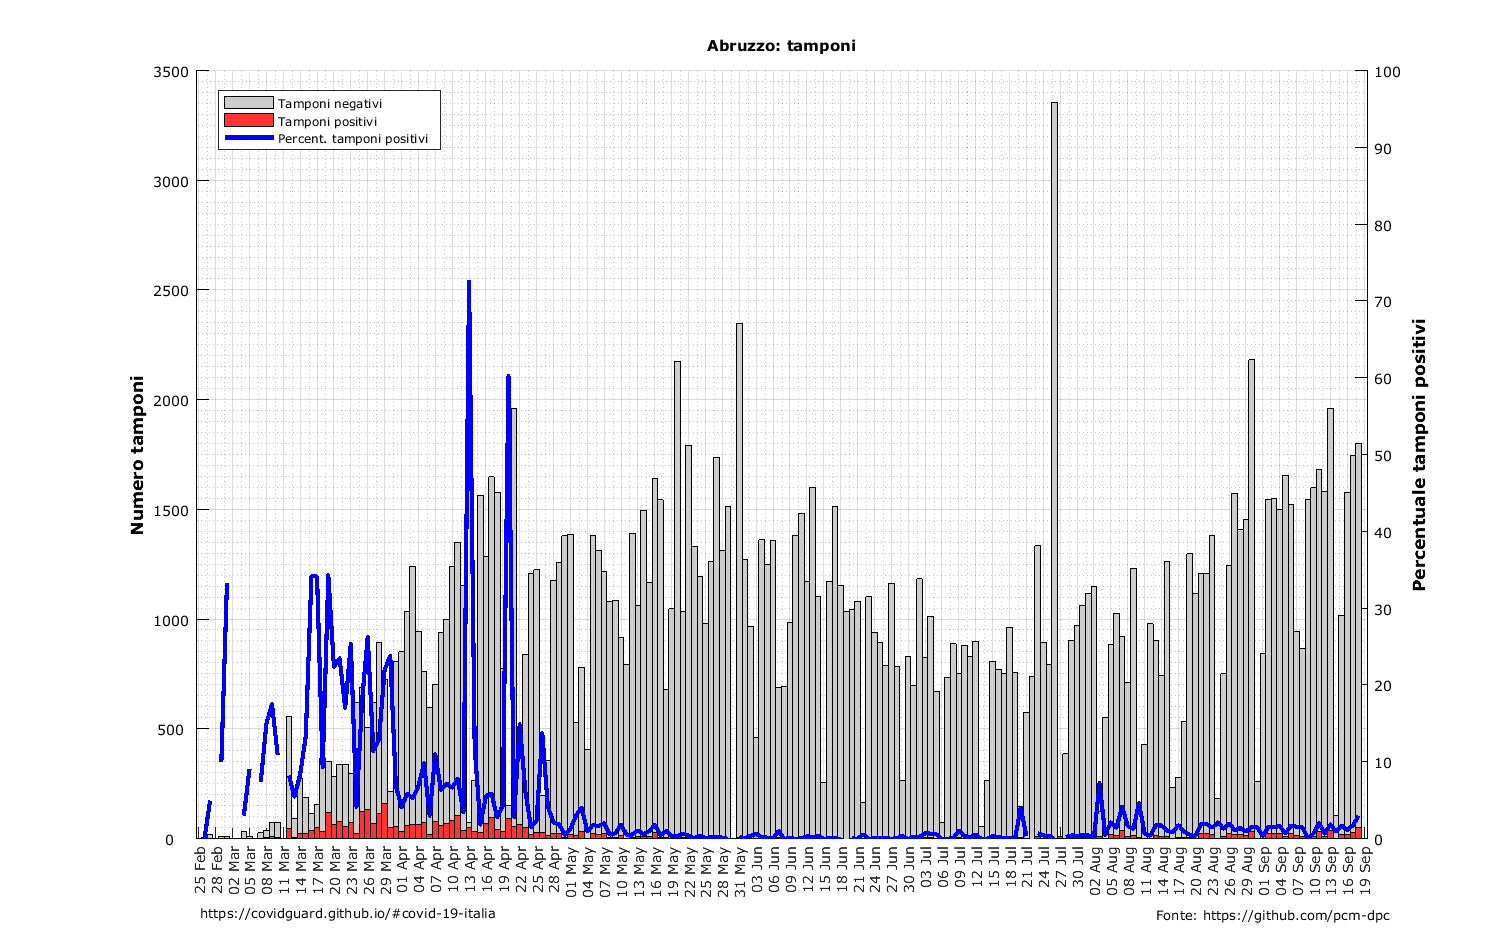 Abruzzo: tamponi
3500
3000
2500
2000
1500
1000
500
0
Numero tamponi
Tamponi negativi
Tamponi positivi
Percent. tamponi positivi
100
90
80
70
60
50
40
30
20
10
0
Percentuale tamponi positivi
25 Feb
28 Feb
02 Mar
05 Mar
08 Mar
11 Mar
14 Mar
17 Mar
20 Mar
23 Mar
26 Mar
29 Mar
01 Apr
04 Apr
07 Apr
10 Apr
13 Apr
16 Apr
19 Apr
22 Apr
25 Apr
28 Apr
01 May
04 May
07 May
10 May
13 May
16 May
19 May
22 May
25 May
28 May
31 May
03 Jun
06 Jun
09 Jun
12 Jun
15 Jun
18 Jun
21 Jun
24 Jun
27 Jun
30 Jun
03 Jul
06 Jul
09 Jul
12 Jul
15 Jul
18 Jul
21 Jul
24 Jul
27 Jul
30 Jul
02 Aug
05 Aug
08 Aug
11 Aug
14 Aug
17 Aug
20 Aug
23 Aug
26 Aug
29 Aug
01 Sep
04 Sep
07 Sep
10 Sep
13 Sep
16 Sep
19 Sep
https://covidguard.github.io/#covid-19-italia
Fonte: https://github.com/pcm-dpc